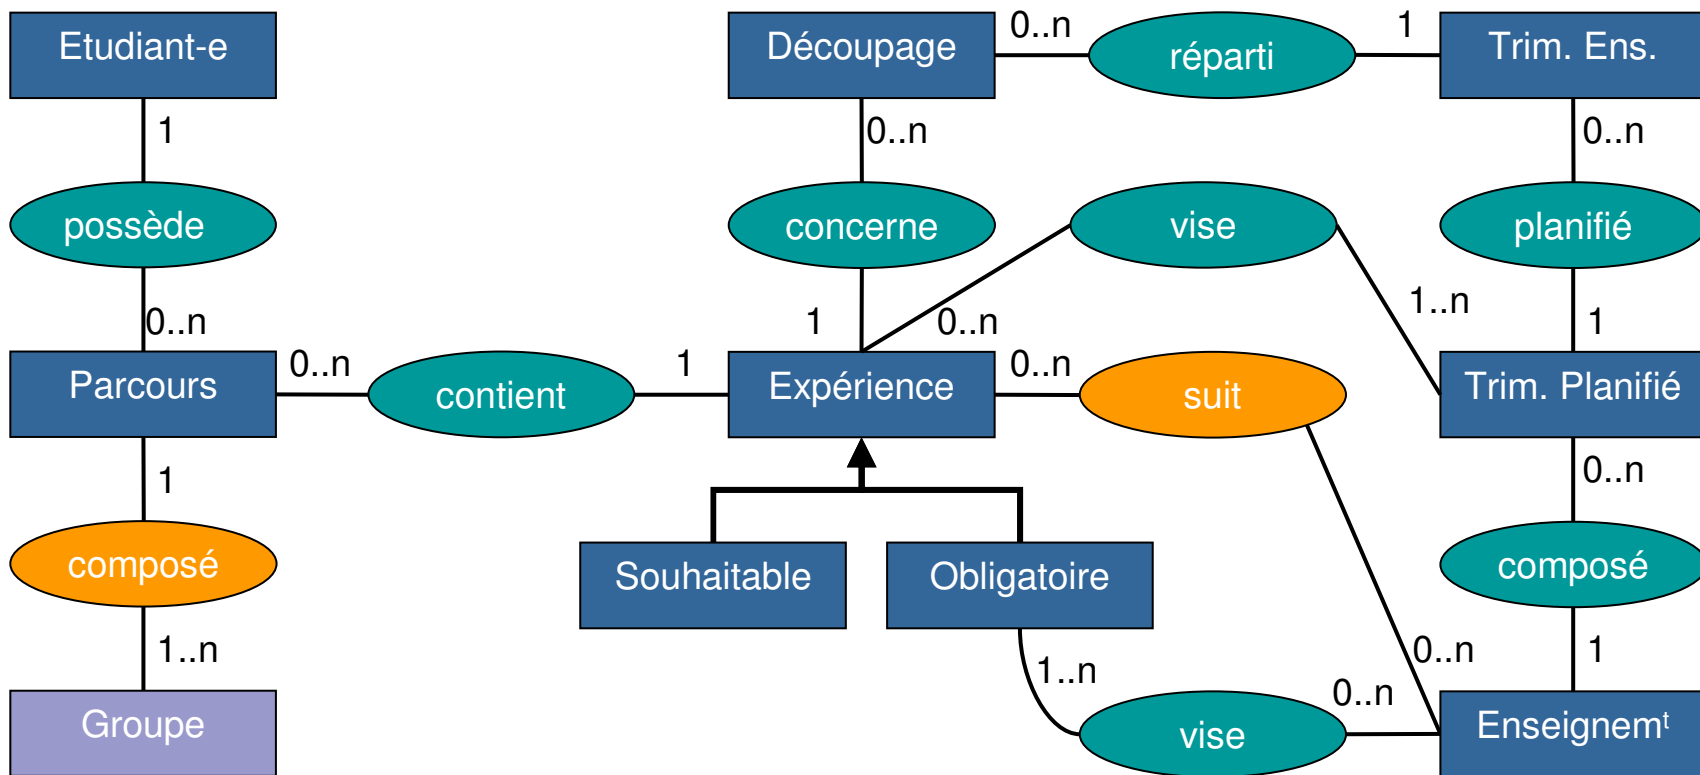 Etudiant-e
Découpage
0..n
réparti
1
Trim. Ens.
1
0..n
0..n
possède
concerne
vise
planifié
0..n
1
0..n
1..n
1
Parcours
0..n
contient
1
Expérience
0..n
suit
Trim. Planifié
1
0..n
composé
Souhaitable
Obligatoire
composé
1..n
1..n
0..n
0..n
1
Groupe
vise
Enseignemᵗ